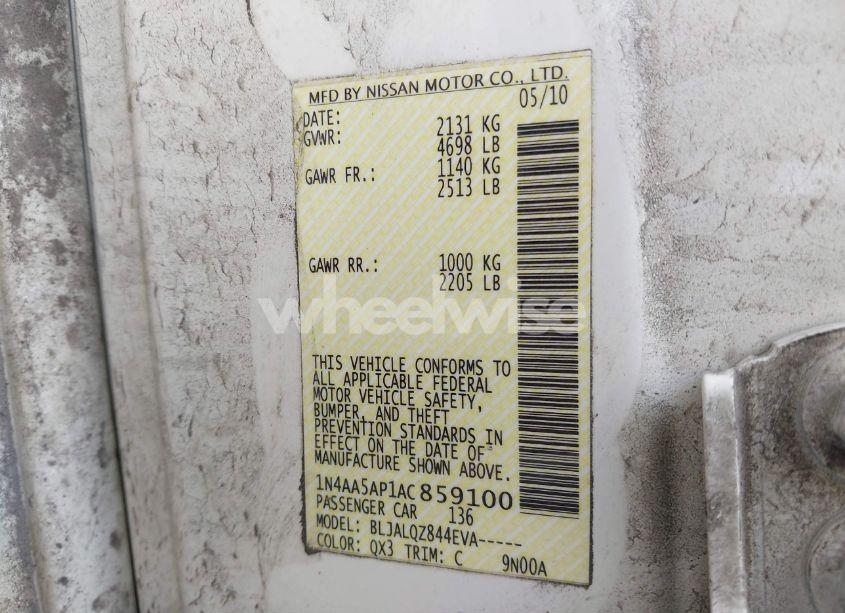 MFD BY NISSAN MOTOR CO., LTD.
DATE: 05/10
GVWR: 2131 KG
4698 LB
GAWR FR.: 1140 KG
2513 LB
GAWR RR.: 1000 KG
2205 LB
wheelwise
THIS VEHICLE CONFORMS TO
ALL APPLICABLE FEDERAL
MOTOR VEHICLE SAFETY,
BUMPER, AND THEFT
PREVENTION STANDARDS IN
EFFECT ON THE DATE OF
MANUFACTURE SHOWN ABOVE.
1N4AA5AP1AC859100
PASSENGER CAR 136
MODEL: BLJALQZ844EVA-----
COLOR: QX3 TRIM: C 9N00A